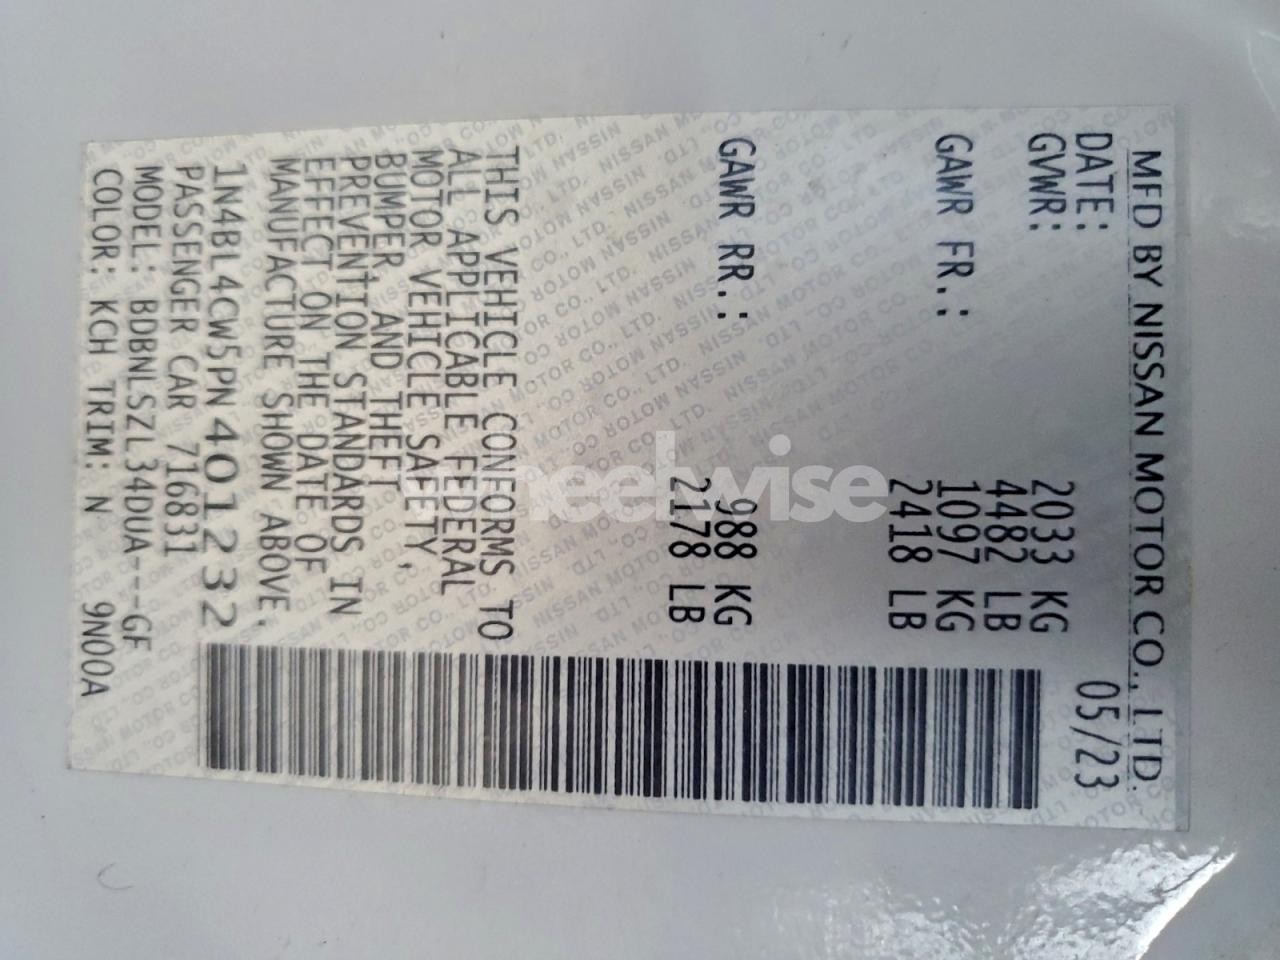 MFD BY NISSAN MOTOR CO., LTD.
DATE: 05/23
GVWR: 2033 KG
4482 LB
GAWR FR.: 1097 KG
2418 LB
GAWR RR.: 988 KG
2178 LB
THIS VEHICLE CONFORMS TO
ALL APPLICABLE FEDERAL
MOTOR VEHICLE SAFETY,
BUMPER AND THEFT
PREVENTION STANDARDS IN
EFFECT ON THE DATE OF
MANUFACTURE SHOWN ABOVE.
1N4BL4CW5PN401232
PASSENGER CAR 716831
MODEL: BDBNLSZL34DUA---GF
COLOR: KCH TRIM: N 9N00A